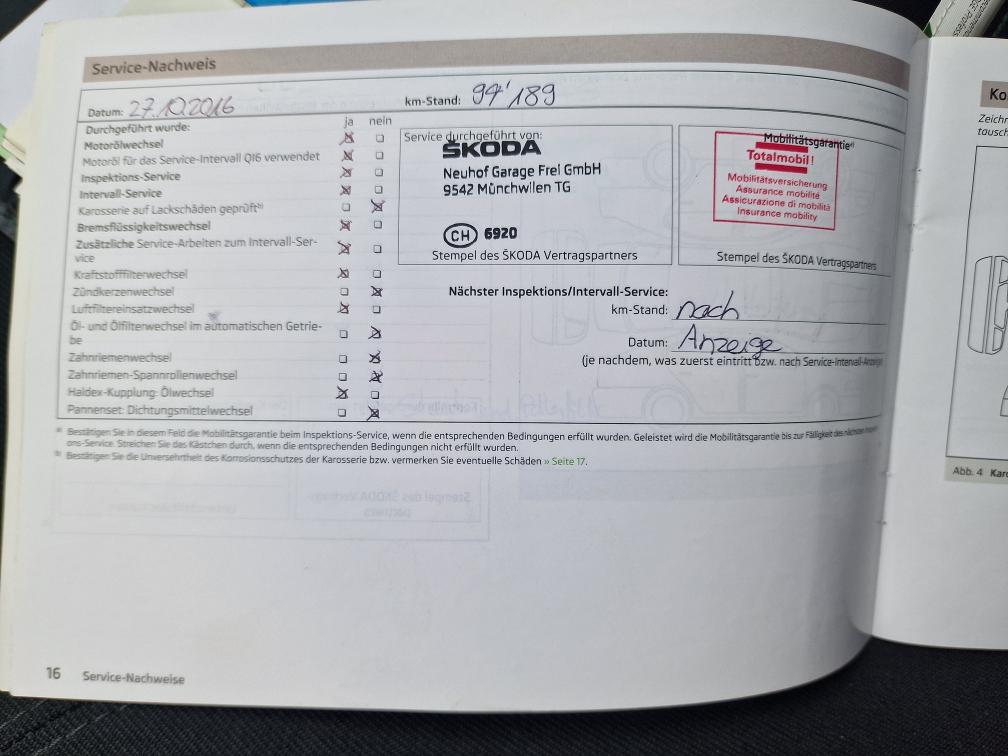 Service-Nachweis
Datum: 27.10.2016
km-Stand: 94'189
ja nein
Durchgeführt wurde:
Motorölwechsel
Motoröl für das Service-Intervall QI6 verwendet
Inspektions-Service
Intervall-Service
Karosserie auf Lackschäden geprüft b)
Bremsflüssigkeitswechsel
Zusätzliche Service-Arbeiten zum Intervall-Ser-
vice
Kraftstofffilterwechsel
Zündkerzenwechsel
Luftfiltereinsatzwechsel
Öl- und Ölfilterwechsel im automatischen Getrie-
be
Zahnriemenwechsel
Zahnriemen-Spannrollenwechsel
Haldex-Kupplung: Ölwechsel
Pannenset: Dichtungsmittelwechsel
Service durchgeführt von:
ŠKODA
Neuhof Garage Frei GmbH
9542 Münchwilen TG
CH 6920
Stempel des ŠKODA Vertragspartners
Mobilitätsgarantie a)
Totalmobil!
Mobilitätsversicherung
Assurance mobilité
Assicurazione di mobilità
Insurance mobility
Stempel des ŠKODA Vertragspartners
Nächster Inspektions/Intervall-Service:
km-Stand: nach
Datum: Anzeige
(je nachdem, was zuerst eintritt bzw. nach Service-Intervall-Anzeige)
a) Bestätigen Sie in diesem Feld die Mobilitätsgarantie beim Inspektions-Service, wenn die entsprechenden Bedingungen erfüllt wurden. Geleistet wird die Mobilitätsgarantie bis zur Fälligkeit des nächsten
ons-Service. Streichen Sie das Kästchen durch, wenn die entsprechenden Bedingungen nicht erfüllt wurden.
b) Bestätigen Sie die Unversehrtheit des Korrosionsschutzes der Karosserie bzw. vermerken Sie eventuelle Schäden » Seite 17.
16 Service-Nachweise
Ko
Zeichn
tausch
Abb. 4 Karo